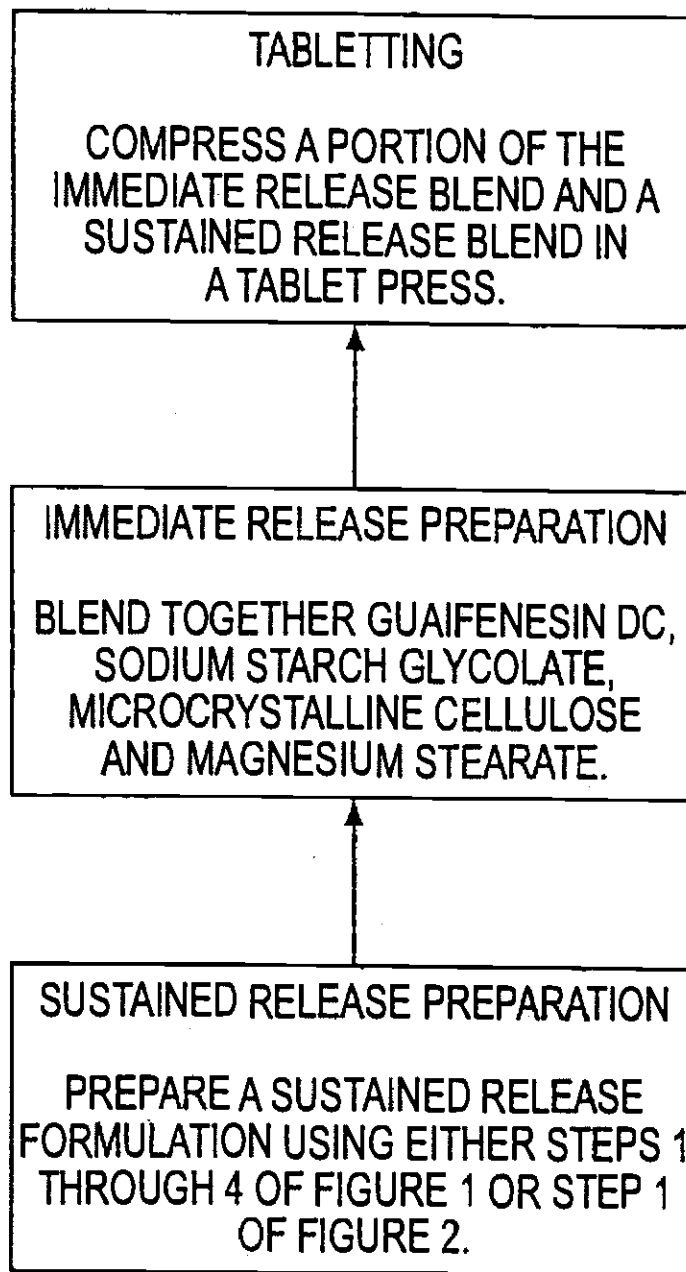 TABLETTING
COMPRESS A PORTION OF THE
IMMEDIATE RELEASE BLEND AND A
SUSTAINED RELEASE BLEND IN
A TABLET PRESS.
IMMEDIATE RELEASE PREPARATION
BLEND TOGETHER GUAIFENESIN DC,
SODIUM STARCH GLYCOLATE,
MICROCRYSTALLINE CELLULOSE
AND MAGNESIUM STEARATE.
SUSTAINED RELEASE PREPARATION
PREPARE A SUSTAINED RELEASE
FORMULATION USING EITHER STEPS 1
THROUGH 4 OF FIGURE 1 OR STEP 1
OF FIGURE 2.